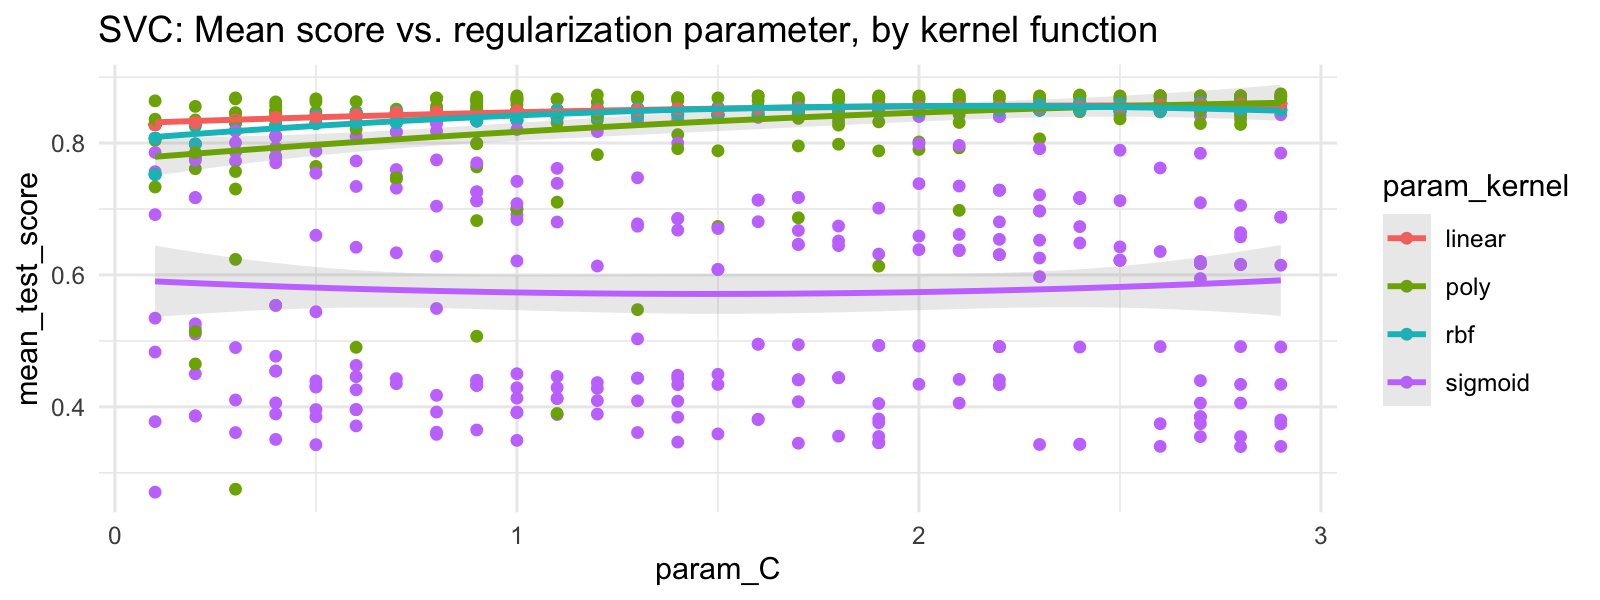 SVC: Mean score vs. regularization parameter, by kernel function
mean_test_score
0.8
0.6
0.4
0
1
2
3
param_C
param_kernel
linear
poly
rbf
sigmoid